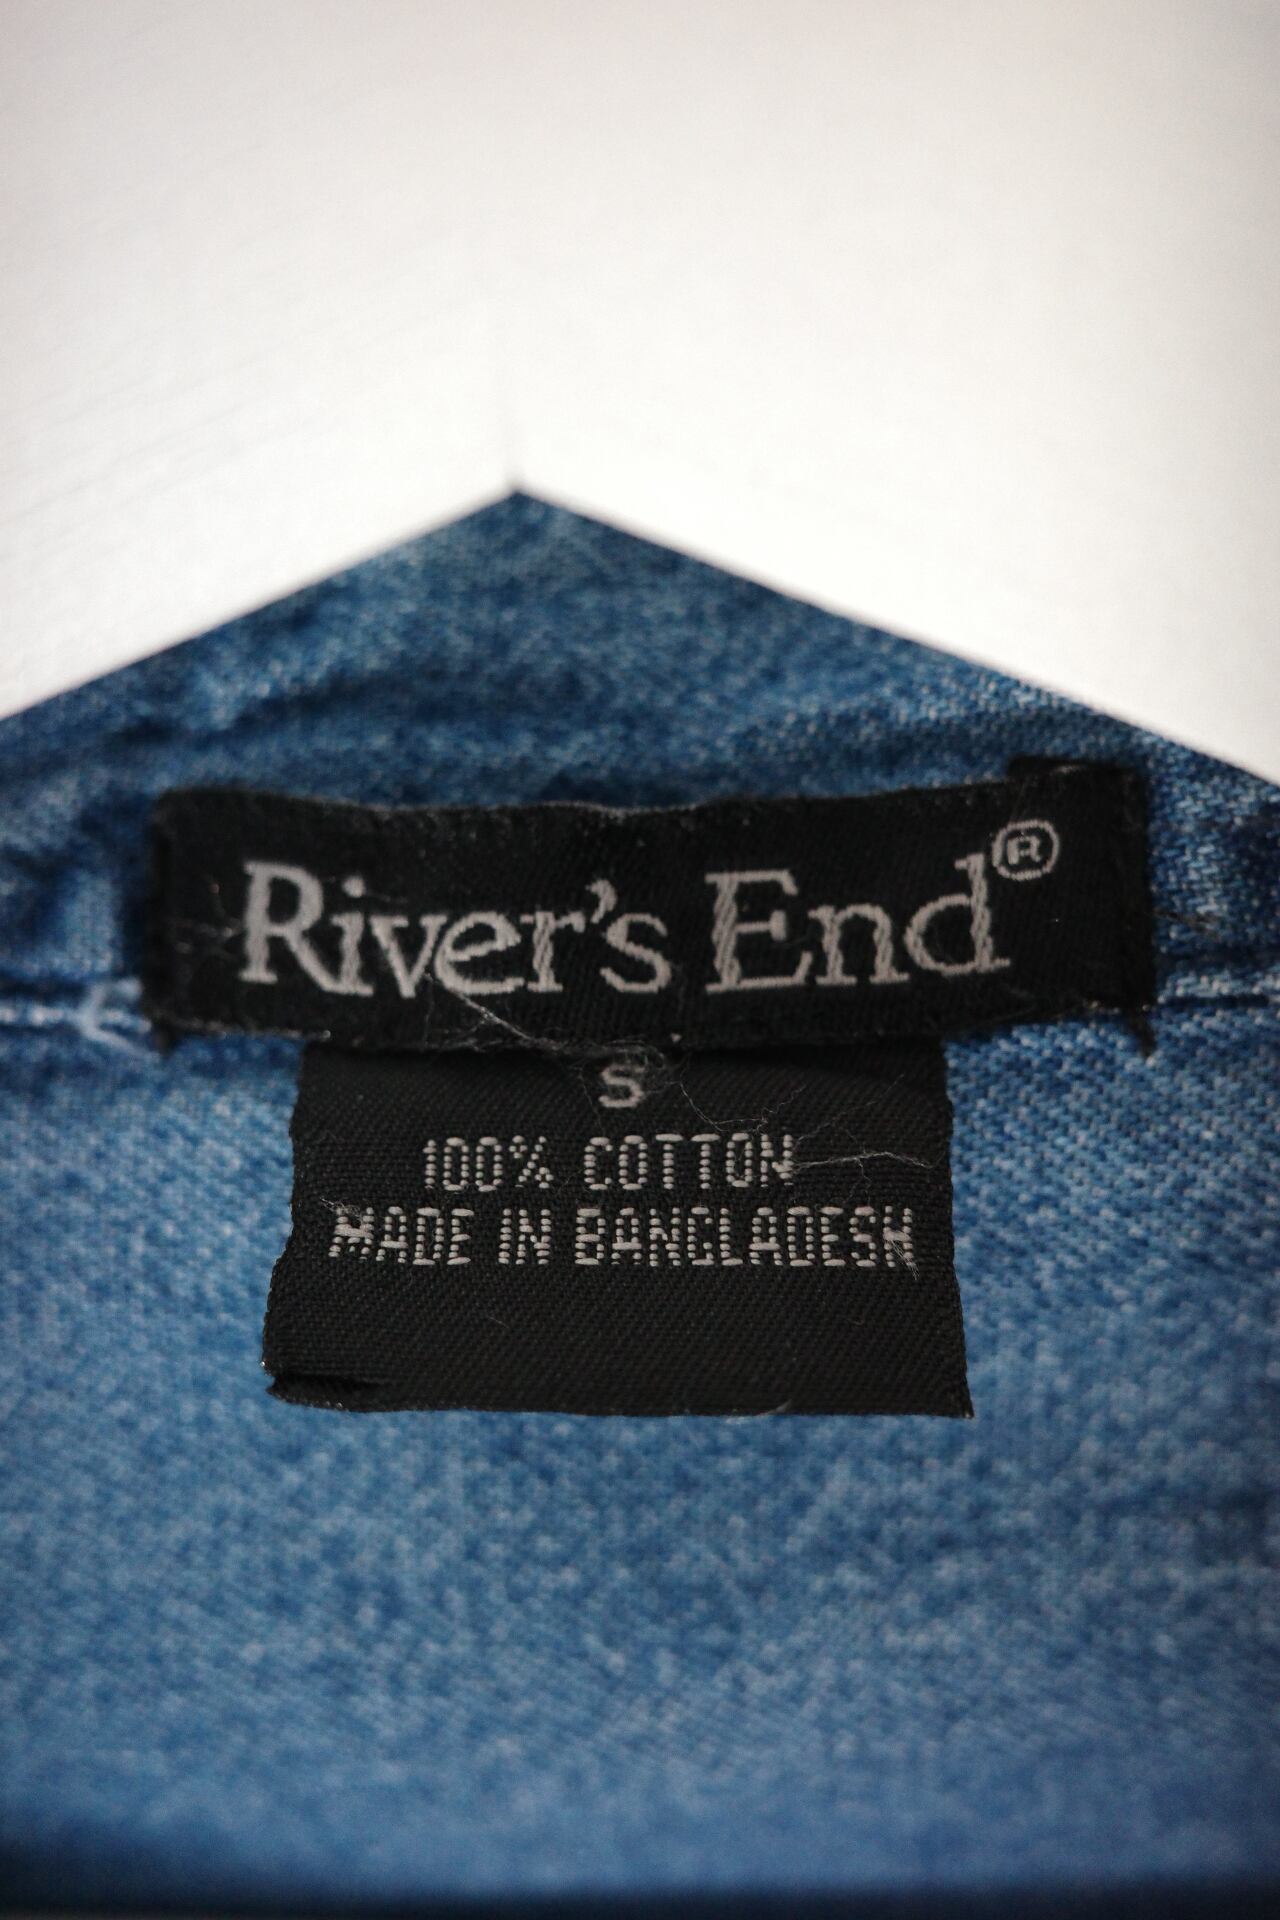 River's End®
S
100% COTTON
MADE IN BANGLADESH